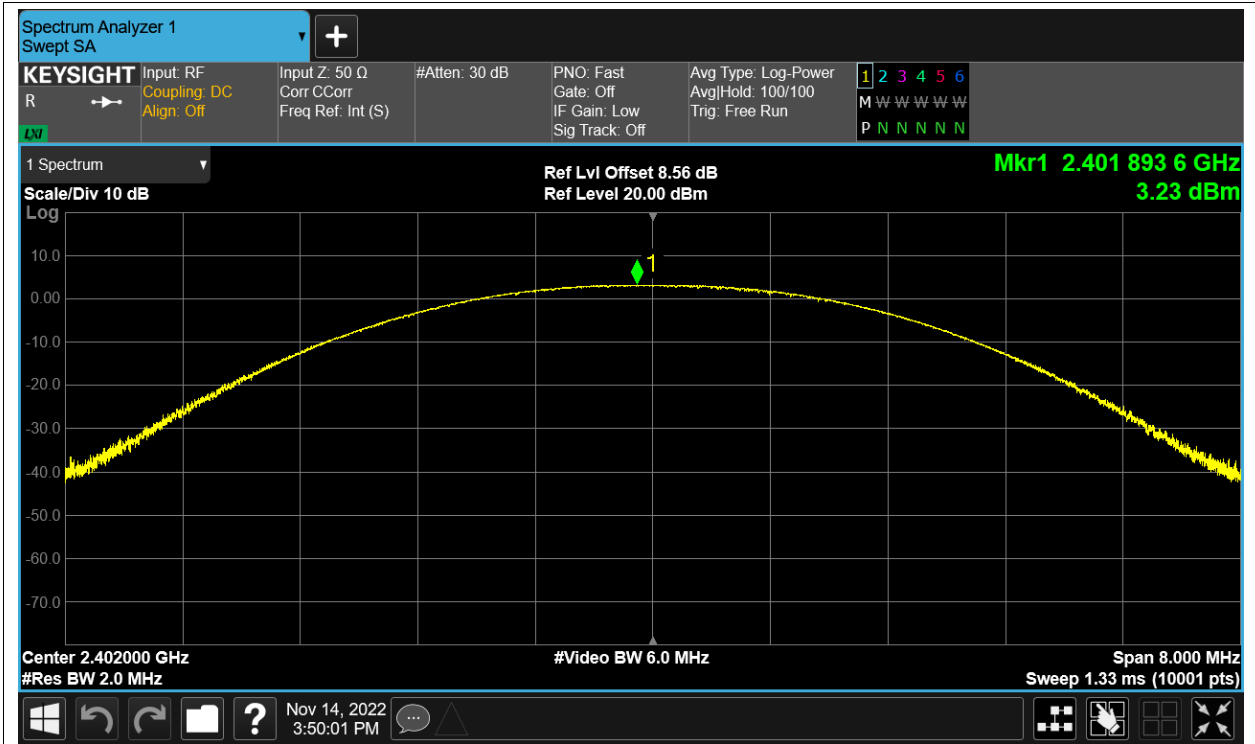 Spectrum Analyzer 1
Swept SA
KEYSIGHT
R
LXI
Input: RF
Coupling: DC
Align: Off
Input Z: 50 Ω
Corr CCorr
Freq Ref: Int (S)
#Atten: 30 dB
PNO: Fast
Gate: Off
IF Gain: Low
Sig Track: Off
Avg Type: Log-Power
Avg|Hold: 100/100
Trig: Free Run
1 2 3 4 5 6
M W W W W W
P N N N N N
1 Spectrum
Scale/Div 10 dB
Ref Lvl Offset 8.56 dB
Ref Level 20.00 dBm
Mkr1 2.401 893 6 GHz
3.23 dBm
Log
10.0
0.00
-10.0
-20.0
-30.0
-40.0
-50.0
-60.0
-70.0
1
Center 2.402000 GHz
#Res BW 2.0 MHz
#Video BW 6.0 MHz
Span 8.000 MHz
Sweep 1.33 ms (10001 pts)
?
Nov 14, 2022
3:50:01 PM